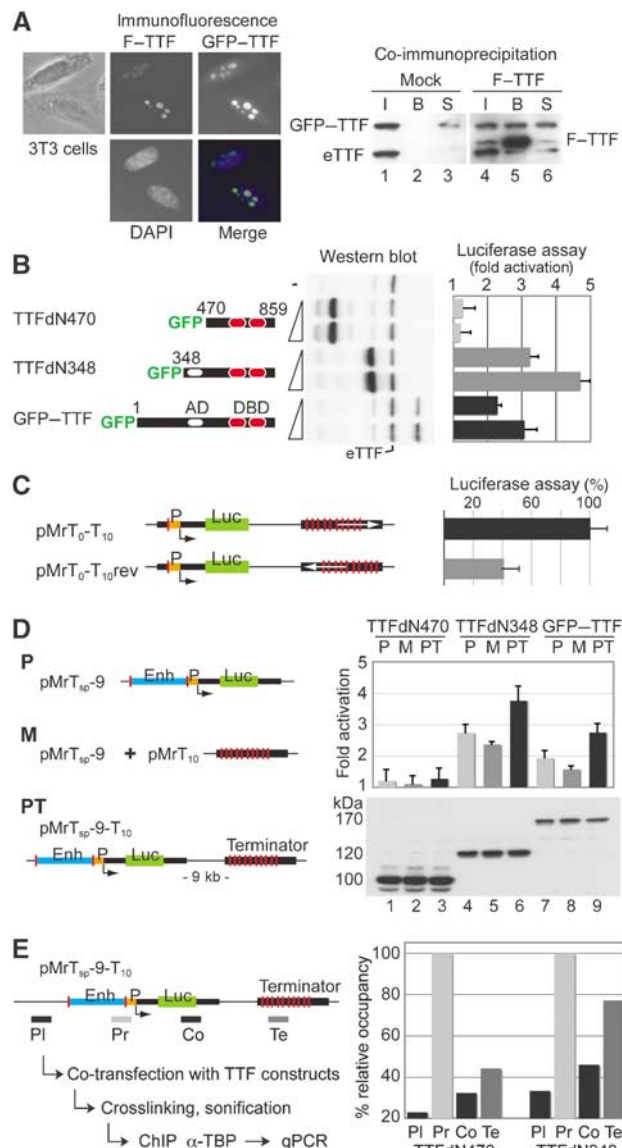 A
Immunofluorescence
F–TTF GFP–TTF
3T3 cells
DAPI Merge
Co-immunoprecipitation
Mock F–TTF
I B S I B S
GFP–TTF
eTTF
F–TTF
1 2 3 4 5 6
B
Western blot
Luciferase assay
(fold activation)
1 2 3 4 5
-
TTFdN470
GFP 470 859
TTFdN348
GFP 348
GFP–TTF
GFP 1 AD DBD
eTTF
C
Luciferase assay (%)
20 60 100
pMrT0-T10
P Luc
pMrT0-T10rev
P Luc
D
P
pMrTsp-9
Enh P Luc
M
pMrTsp-9 + pMrT10
PT
pMrTsp-9-T10
Enh P Luc Terminator
- 9 kb -
TTFdN470 TTFdN348 GFP–TTF
P M PT P M PT P M PT
Fold activation
5
4
3
2
1
kDa
170
120
100
1 2 3 4 5 6 7 8 9
E
pMrTsp-9-T10
Enh P Luc Terminator
Pl Pr Co Te
Co-transfection with TTF constructs
Crosslinking, sonification
ChIP α-TBP → qPCR
% relative occupancy
100
80
60
40
20
Pl Pr Co Te Pl Pr Co Te
TTFdN470 TTFdN348